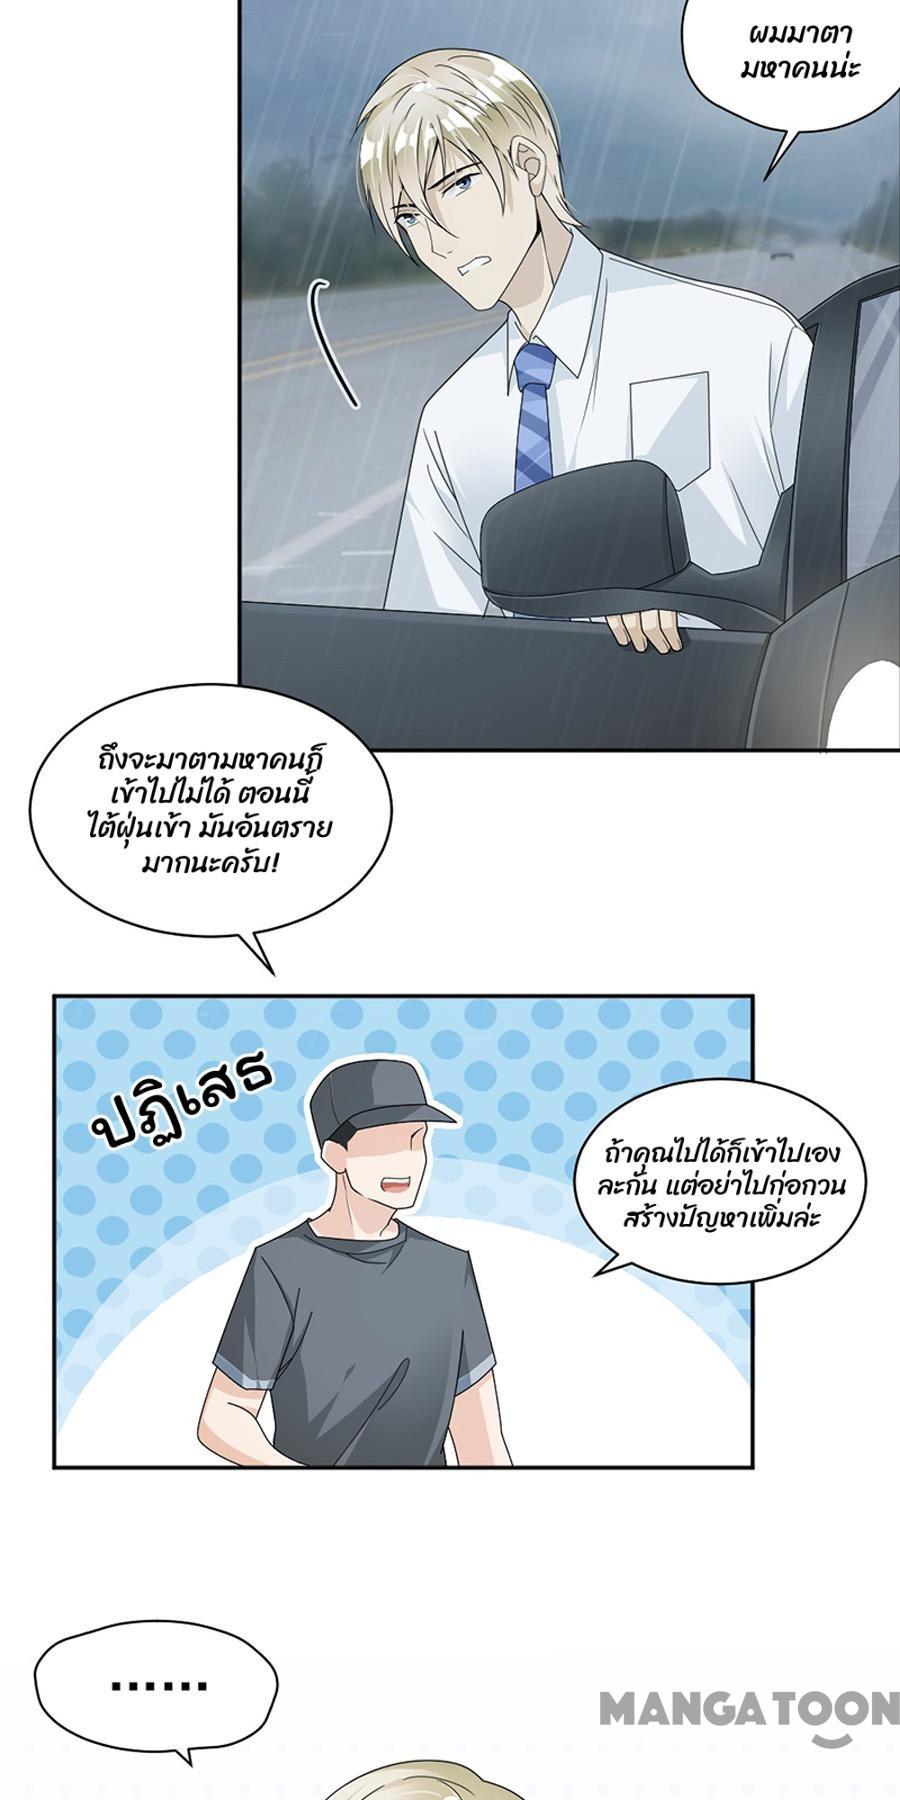 ผมมาตา
มหาคนน่ะ
ถึงจะมาตามหาคนก็
เข้าไปไม่ได้ ตอนนี้
ไต้ฝุ่นเข้า มันอันตราย
มากนะครับ!
ปฏิเสธ
ถ้าคุณไปได้ก็เข้าไปเอง
ละกัน แต่อย่าไปก่อกวน
สร้างปัญหาเพิ่มล่ะ
......
MANGATOON